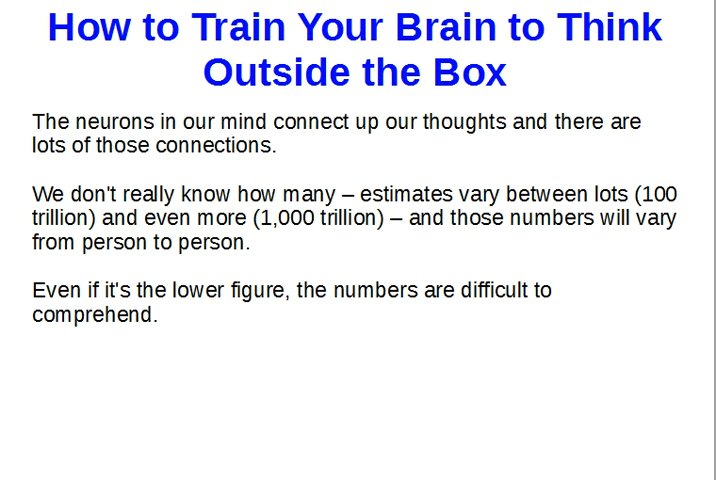 How to Train Your Brain to Think
Outside the Box
The neurons in our mind connect up our thoughts and there are
lots of those connections.
We don't really know how many – estimates vary between lots (100
trillion) and even more (1,000 trillion) – and those numbers will vary
from person to person.
Even if it's the lower figure, the numbers are difficult to
comprehend.